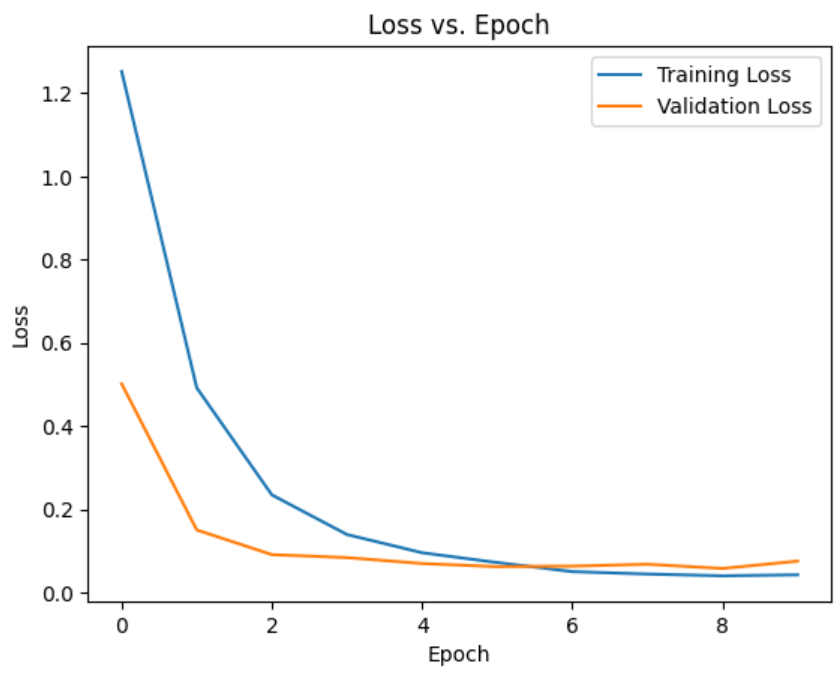 Loss vs. Epoch
Training Loss
Validation Loss
1.2
1.0
0.8
0.6
0.4
0.2
0.0
Loss
0 2 4 6 8
Epoch